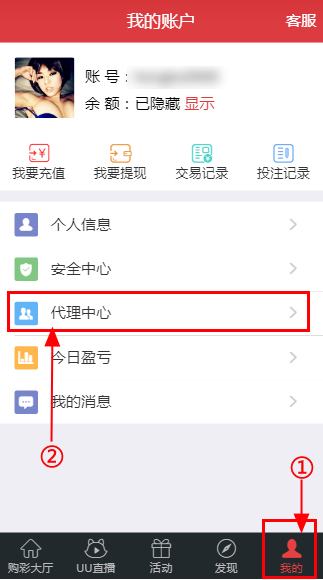 我的账户 客服
账 号：
余 额：已隐藏 显示
我要充值 我要提现 交易记录 投注记录
个人信息
安全中心
代理中心
今日盈亏
我的消息
②
①
购彩大厅 UU直播 活动 发现 我的